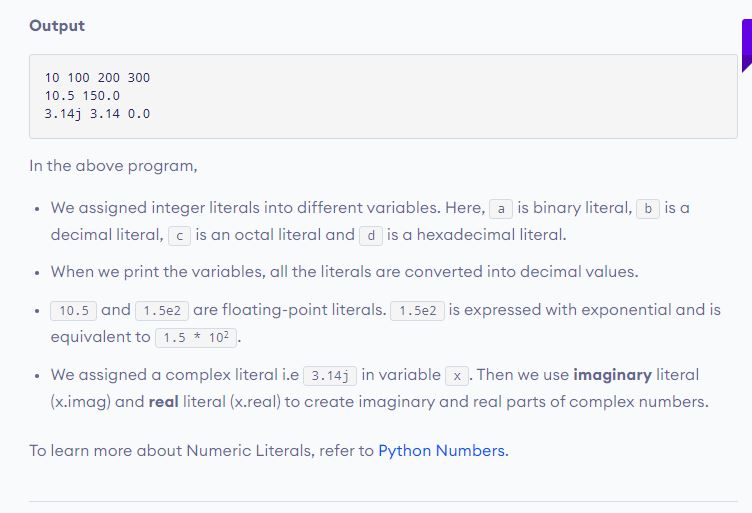 Output
10 100 200 300
10.5 150.0
3.14j 3.14 0.0
In the above program,
• We assigned integer literals into different variables. Here, a is binary literal, b is a
decimal literal, c is an octal literal and d is a hexadecimal literal.
• When we print the variables, all the literals are converted into decimal values.
• 10.5 and 1.5e2 are floating-point literals. 1.5e2 is expressed with exponential and is
equivalent to 1.5 * 10².
• We assigned a complex literal i.e 3.14j in variable x. Then we use imaginary literal
(x.imag) and real literal (x.real) to create imaginary and real parts of complex numbers.
To learn more about Numeric Literals, refer to Python Numbers.